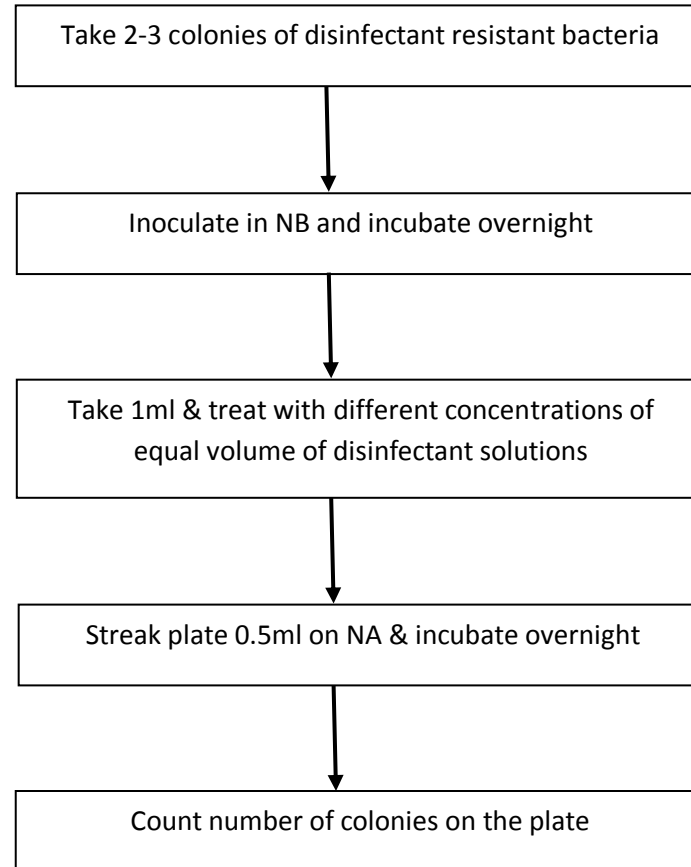 Take 2-3 colonies of disinfectant resistant bacteria
Inoculate in NB and incubate overnight
Take 1ml & treat with different concentrations of
equal volume of disinfectant solutions
Streak plate 0.5ml on NA & incubate overnight
Count number of colonies on the plate